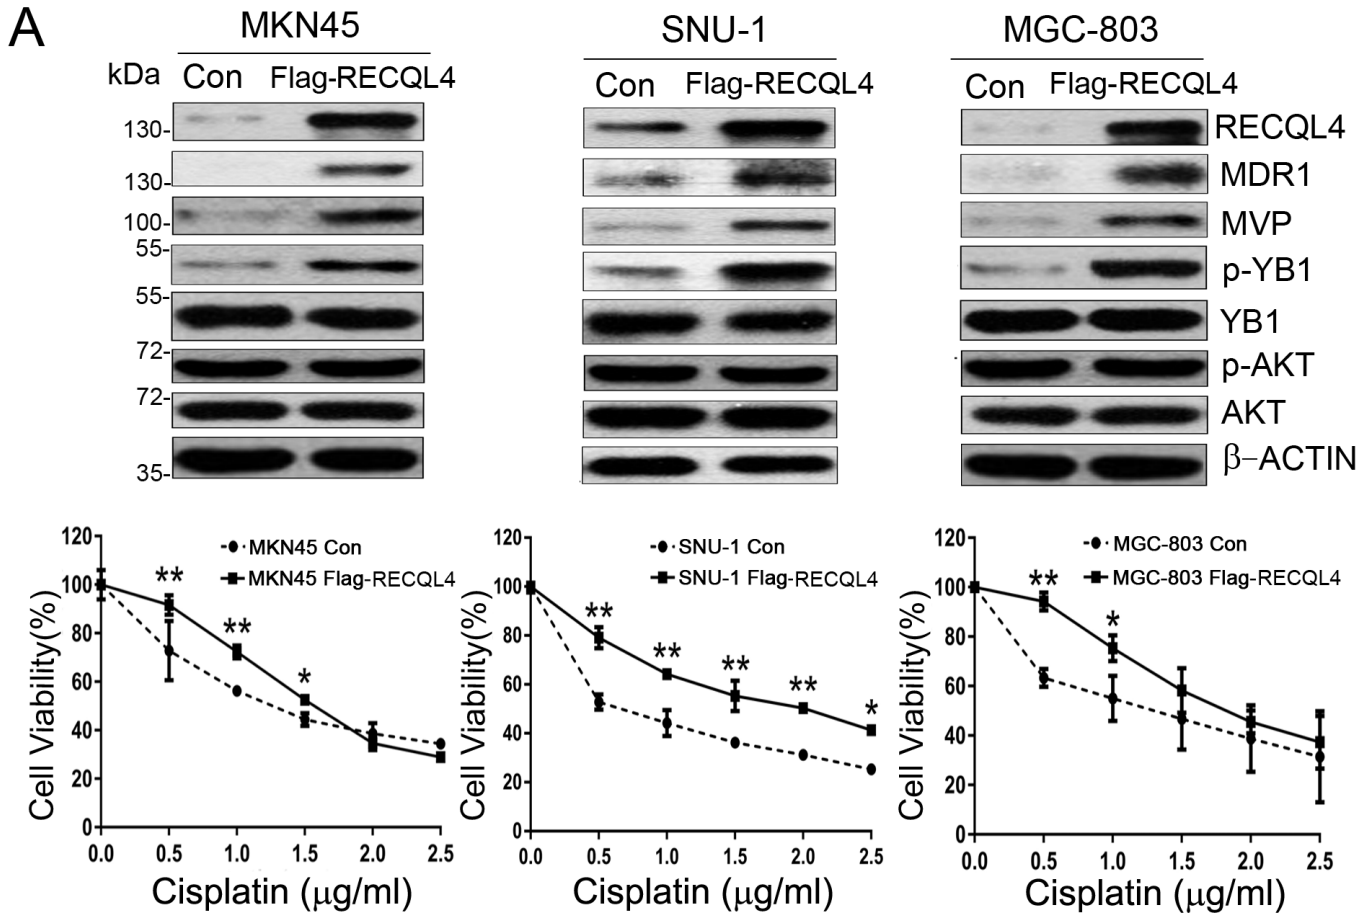 A
MKN45
SNU-1
MGC-803
kDa
Con
Flag-RECQL4
Con
Flag-RECQL4
Con
Flag-RECQL4
130-
RECQL4
130-
MDR1
100-
MVP
55-
p-YB1
55-
YB1
72-
p-AKT
72-
AKT
35-
β-ACTIN
120
100
80
60
40
20
0
Cell Viability(%)
MKN45 Con
MKN45 Flag-RECQL4
**
**
*
0.0 0.5 1.0 1.5 2.0 2.5
Cisplatin (μg/ml)
120
100
80
60
40
20
0
Cell Viability(%)
SNU-1 Con
SNU-1 Flag-RECQL4
**
**
**
**
*
0.0 0.5 1.0 1.5 2.0 2.5
Cisplatin (μg/ml)
120
100
80
60
40
20
0
Cell Viability(%)
MGC-803 Con
MGC-803 Flag-RECQL4
**
*
0.0 0.5 1.0 1.5 2.0 2.5
Cisplatin (μg/ml)